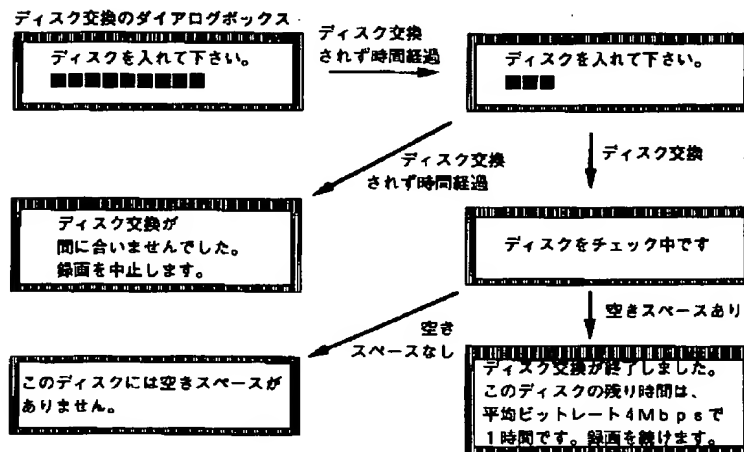 ディスク交換のダイアログボックス
ディスクを入れて下さい。
ディスク交換
されず時間経過
ディスクを入れて下さい。
ディスク交換
されず時間経過
ディスク交換
ディスク交換が
間に合いませんでした。
録画を中止します。
ディスクをチェック中です
空き
スペースなし
空きスペースあり
このディスクには空きスペースが
ありません。
ディスク交換が終了しました。
このディスクの残り時間は、
平均ビットレート4Mbpsで
1時間です。録画を続けます。